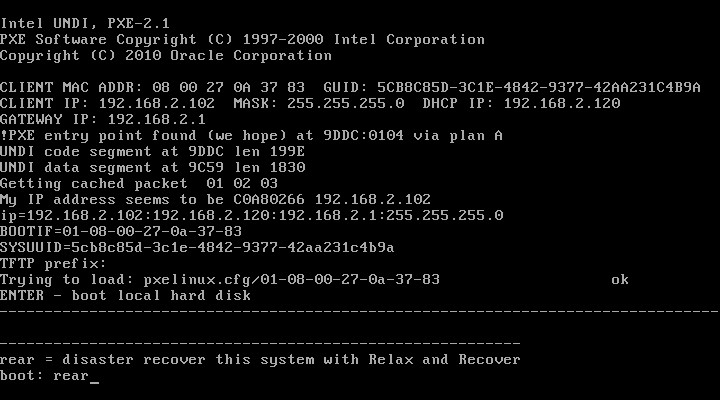 Intel UNDI, PXE-2.1
PXE Software Copyright (C) 1997-2000 Intel Corporation
Copyright (C) 2010 Oracle Corporation
CLIENT MAC ADDR: 08 00 27 0A 37 83  GUID: 5CB8C85D-3C1E-4842-9377-42AA231C4B9A
CLIENT IP: 192.168.2.102  MASK: 255.255.255.0  DHCP IP: 192.168.2.120
GATEWAY IP: 192.168.2.1
!PXE entry point found (we hope) at 9DDC:0104 via plan A
UNDI code segment at 9DDC len 199E
UNDI data segment at 9C59 len 1830
Getting cached packet  01 02 03
My IP address seems to be C0A80266 192.168.2.102
ip=192.168.2.102:192.168.2.120:192.168.2.1:255.255.255.0
BOOTIF=01-08-00-27-0a-37-83
SYSUUID=5cb8c85d-3c1e-4842-9377-42aa231c4b9a
TFTP prefix:
Trying to load: pxelinux.cfg/01-08-00-27-0a-37-83                   ok
ENTER - boot local hard disk
--------------------------------------------------------------------------------
----------------------------------------------------------
rear = disaster recover this system with Relax and Recover
boot: rear_